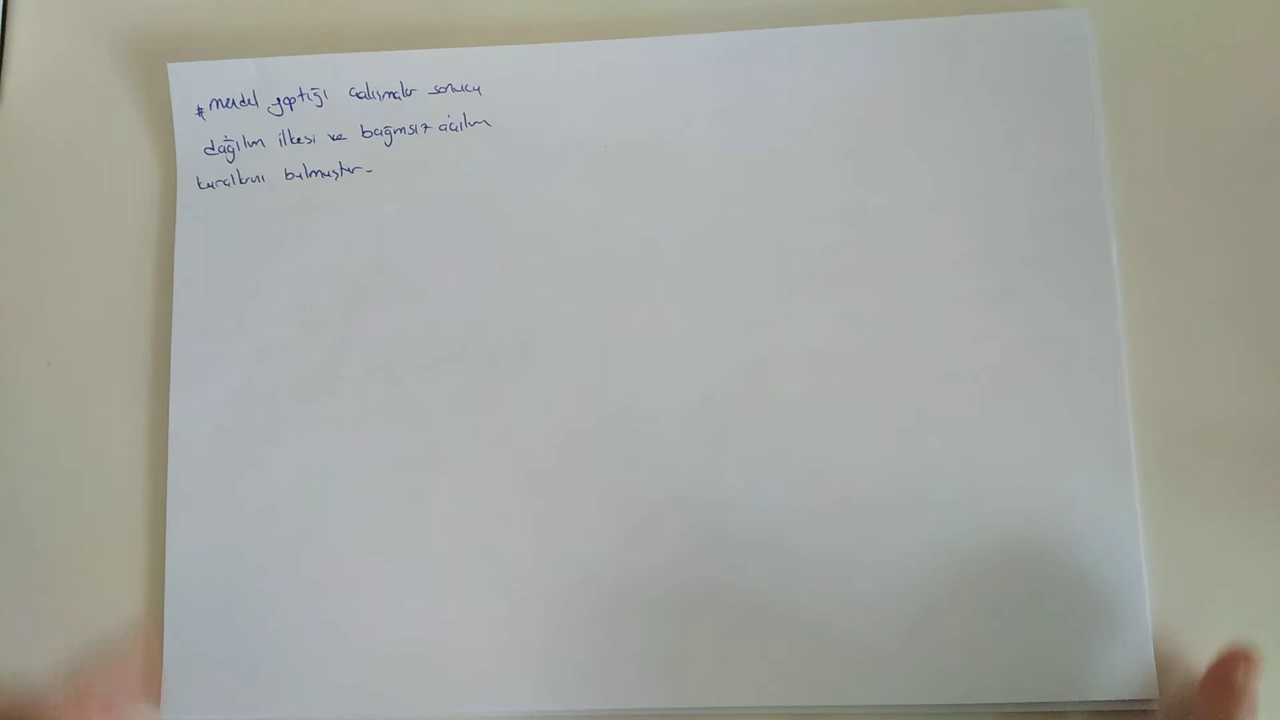 # mendel yaptığı çalışmalar sonucu
dağılım ilkesi ve bağımsız açılım
kurallarını bulmuştur.